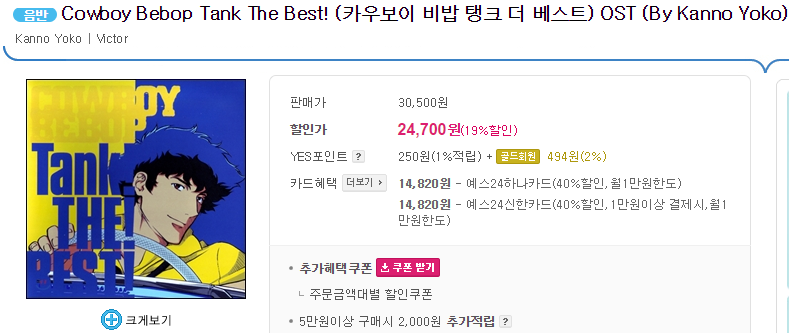 음반 Cowboy Bebop Tank The Best! (카우보이 비밥 탱크 더 베스트) OST (By Kanno Yoko)
Kanno Yoko | Victor
COWBOY
BEBOP
Tank
THE!
BEST!
크게보기
판매가 30,500원
할인가 24,700원(19%할인)
YES포인트 ? 250원(1%적립) + 골드회원 494원(2%)
카드혜택 더보기 > 14,820원 - 예스24하나카드(40%할인, 월1만원한도)
14,820원 - 예스24신한카드(40%할인, 1만원이상 결제시, 월1
만원한도)
• 추가혜택쿠폰 쿠폰 받기
ㄴ 주문금액대별 할인쿠폰
• 5만원이상 구매시 2,000원 추가적립 ?